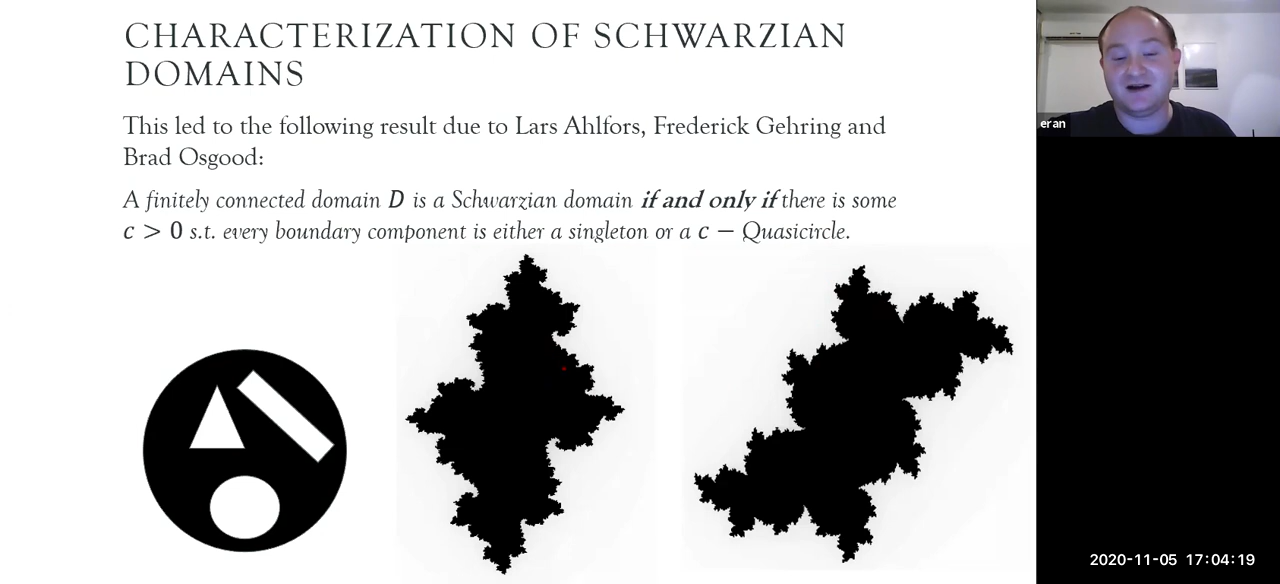 CHARACTERIZATION OF SCHWARZIAN
DOMAINS
This led to the following result due to Lars Ahlfors, Frederick Gehring and
Brad Osgood:
A finitely connected domain D is a Schwarzian domain if and only if there is some
c > 0 s.t. every boundary component is either a singleton or a c − Quasicircle.
eran
2020-11-05 17:04:19